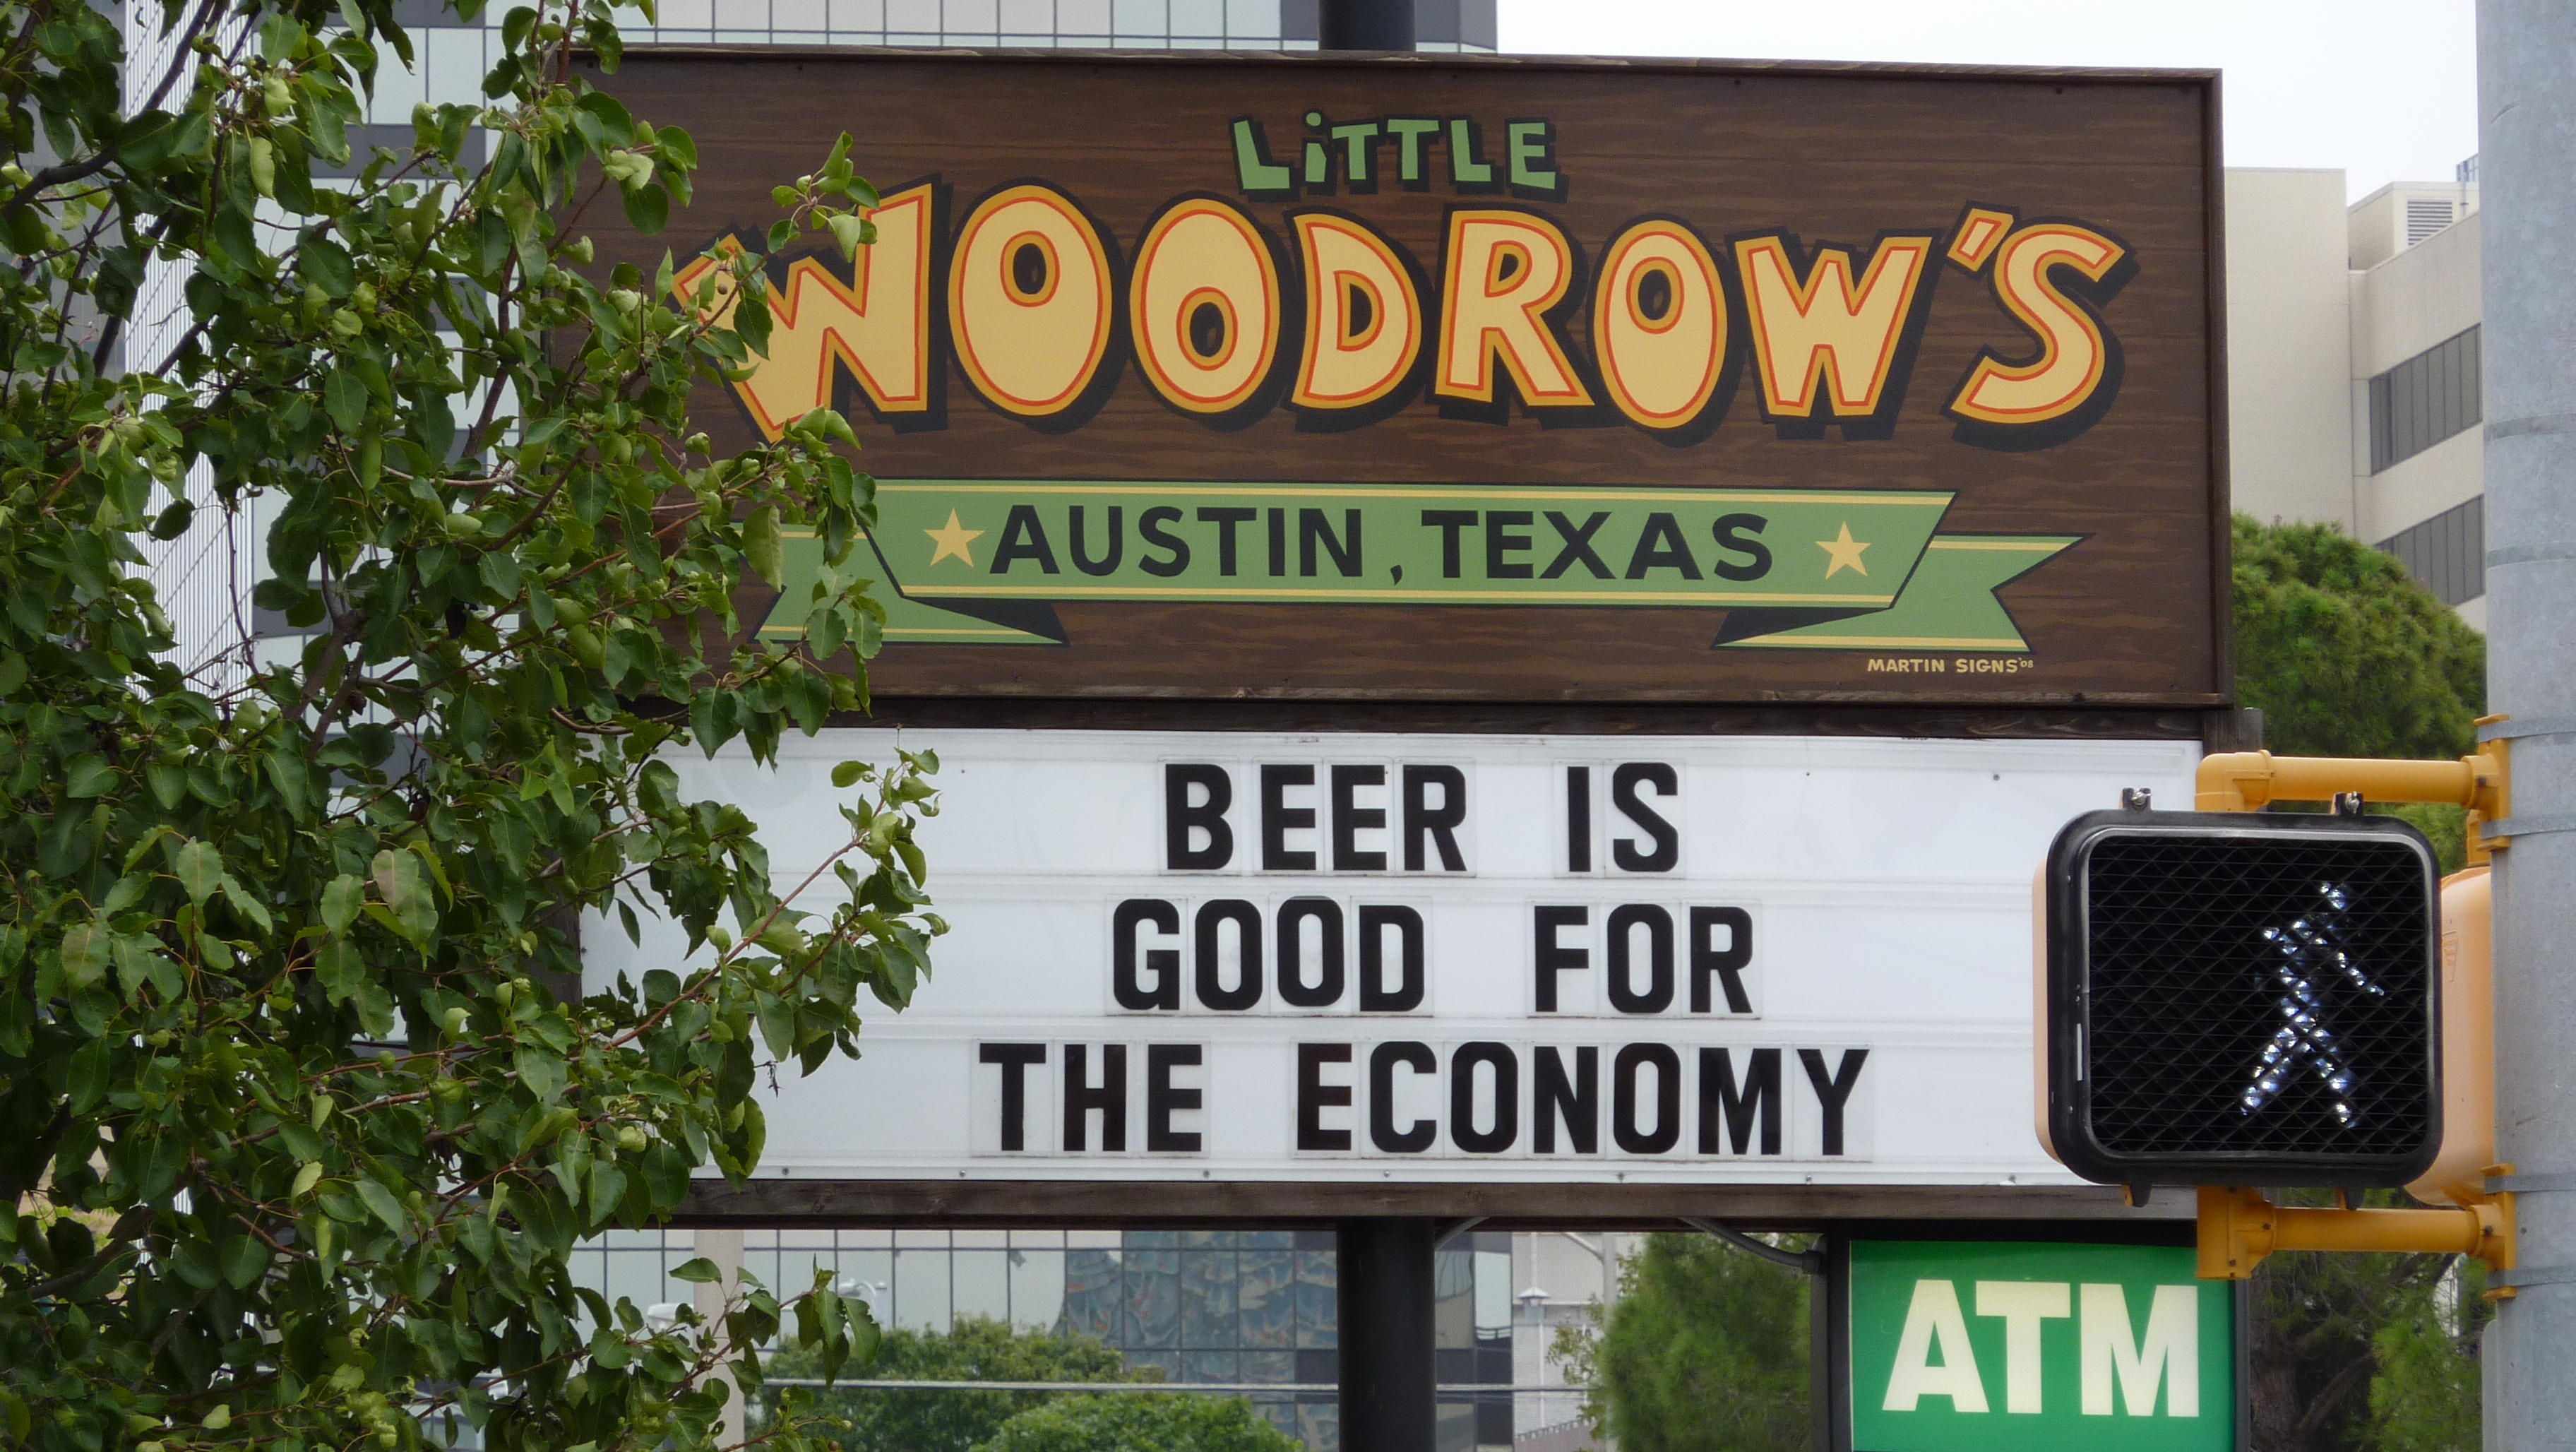 LiTTLE
WOODROW'S
AUSTIN, TEXAS
MARTIN SIGNS '08
BEER IS
GOOD FOR
THE ECONOMY
ATM